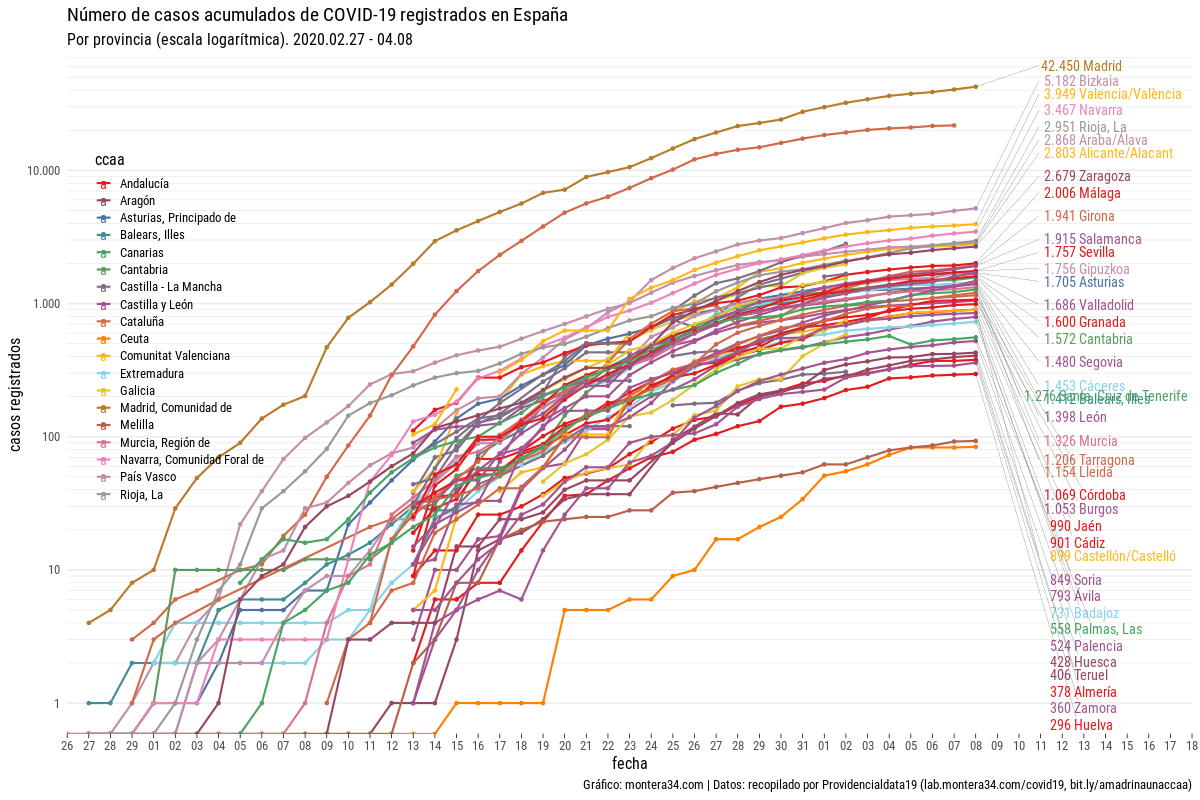 Número de casos acumulados de COVID-19 registrados en España
Por provincia (escala logarítmica). 2020.02.27 - 04.08
casos registrados
10.000
1.000
100
10
1
ccaa
Andalucía
Aragón
Asturias, Principado de
Balears, Illes
Canarias
Cantabria
Castilla - La Mancha
Castilla y León
Cataluña
Ceuta
Comunitat Valenciana
Extremadura
Galicia
Madrid, Comunidad de
Melilla
Murcia, Región de
Navarra, Comunidad Foral de
País Vasco
Rioja, La
42.450 Madrid
5.182 Bizkaia
3.949 Valencia/València
3.467 Navarra
2.951 Rioja, La
2.868 Araba/Álava
2.803 Alicante/Alacant
2.679 Zaragoza
2.006 Málaga
1.941 Girona
1.915 Salamanca
1.757 Sevilla
1.756 Gipuzkoa
1.705 Asturias
1.686 Valladolid
1.600 Granada
1.572 Cantabria
1.480 Segovia
1.453 Cáceres
1.276 Santa Cruz de Tenerife
Balears, Illes
1.398 León
1.326 Murcia
1.206 Tarragona
1.154 Lleida
1.069 Córdoba
1.053 Burgos
990 Jaén
901 Cádiz
899 Castellón/Castelló
849 Soria
793 Ávila
731 Badajoz
558 Palmas, Las
524 Palencia
428 Huesca
406 Teruel
378 Almería
360 Zamora
296 Huelva
26 27 28 29 01 02 03 04 05 06 07 08 09 10 11 12 13 14 15 16 17 18 19 20 21 22 23 24 25 26 27 28 29 30 31 01 02 03 04 05 06 07 08 09 10 11 12 13 14 15 16 17 18
fecha
Gráfico: montera34.com | Datos: recopilado por Providencialdata19 (lab.montera34.com/covid19, bit.ly/amadrinaunaccaa)